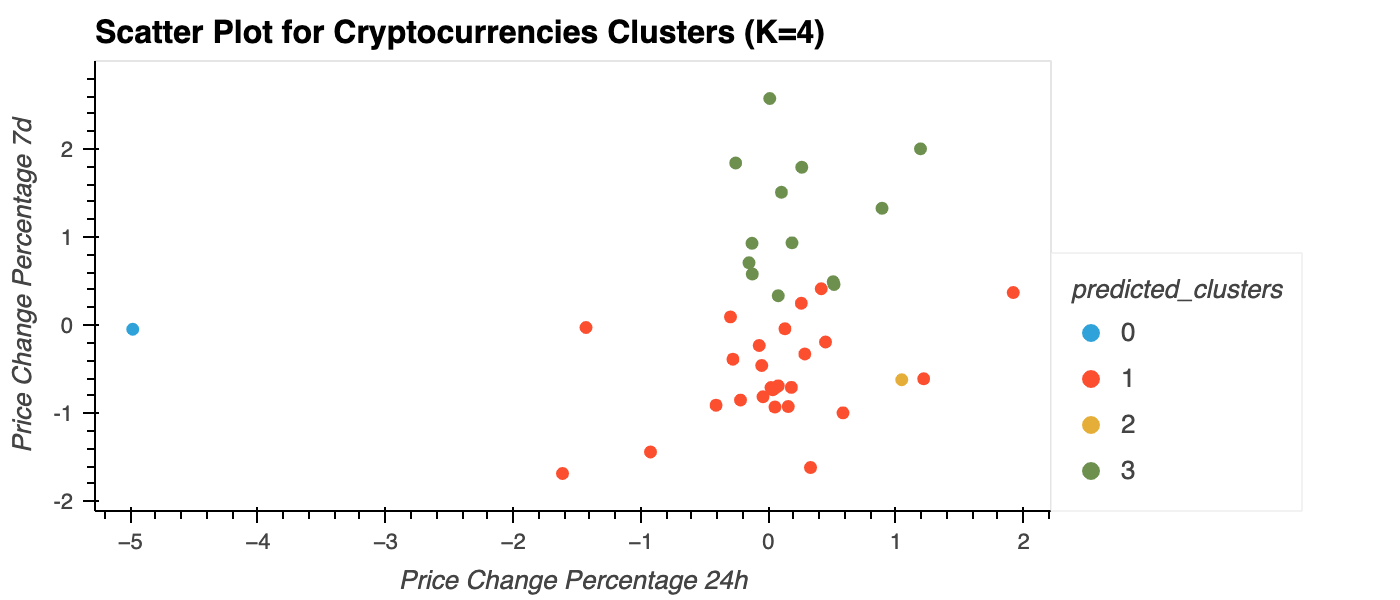 Scatter Plot for Cryptocurrencies Clusters (K=4)
Price Change Percentage 7d
2
1
0
-1
-2
−5 −4 −3 −2 −1 0 1 2
Price Change Percentage 24h
predicted_clusters
0
1
2
3